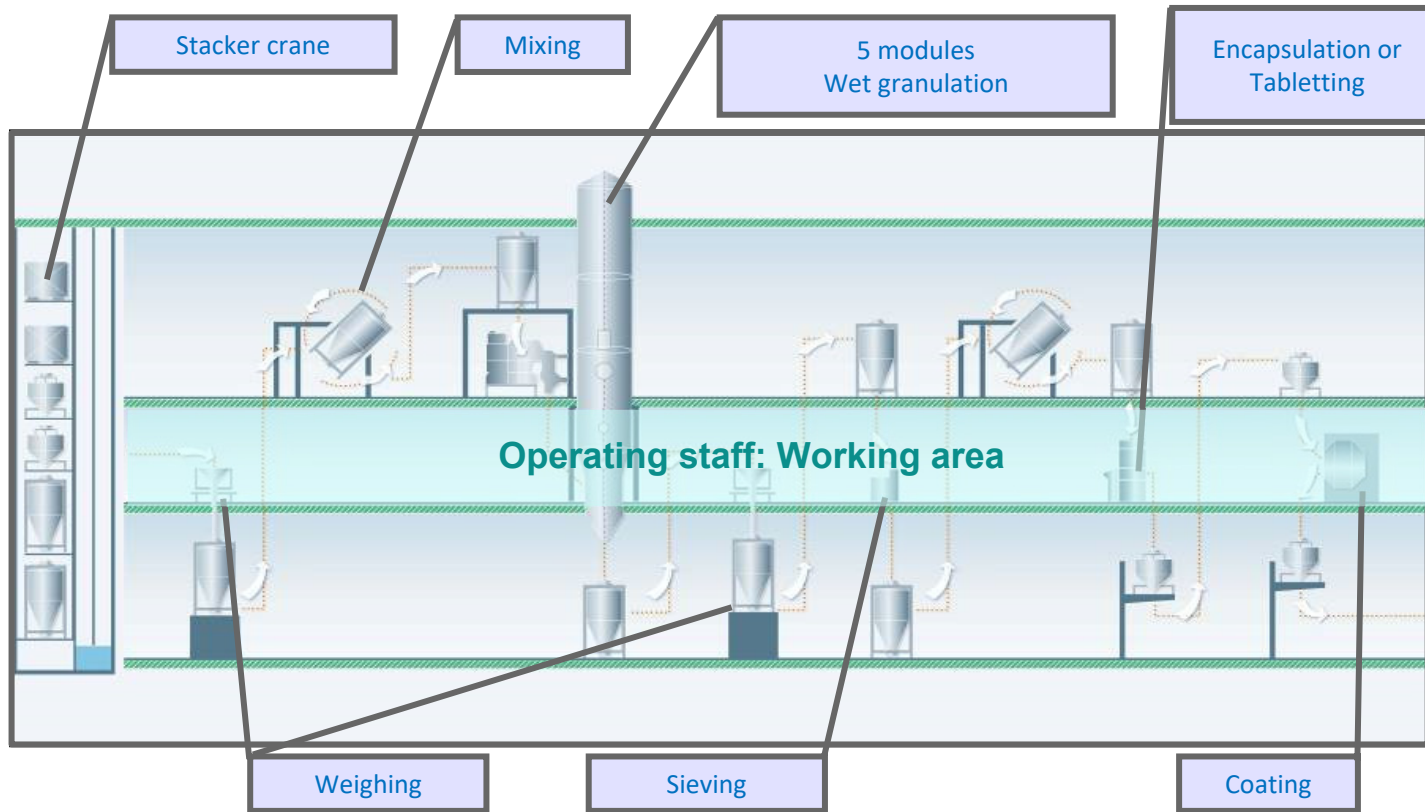 Stacker crane
Mixing
5 modules
Wet granulation
Encapsulation or
Tabletting
Operating staff: Working area
Weighing
Sieving
Coating